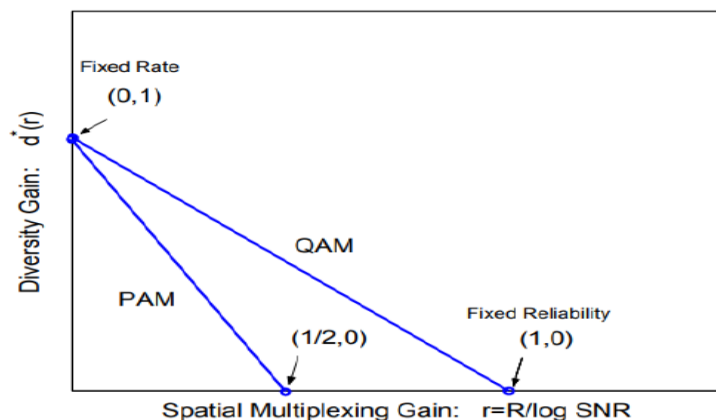 Fixed Rate
(0,1)
Diversity Gain: d*(r)
QAM
PAM
Fixed Reliability
(1/2,0)
(1,0)
Spatial Multiplexing Gain: r=R/log SNR